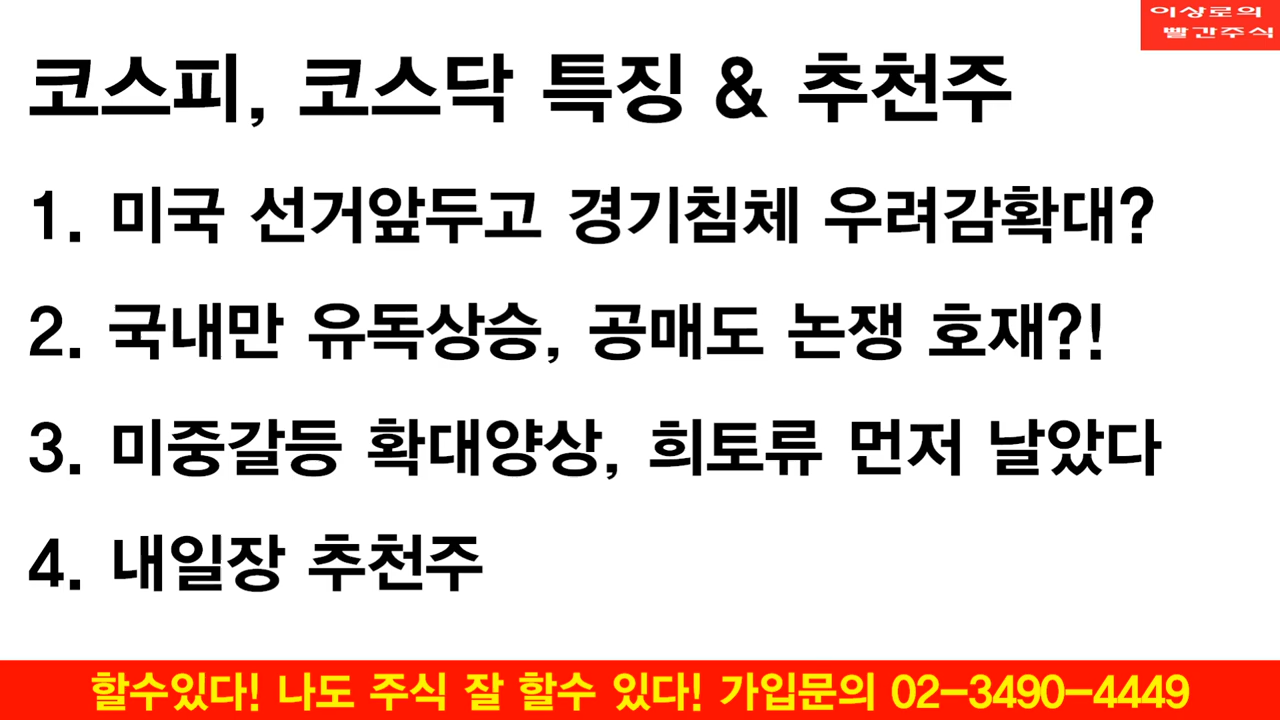 이상로의
빨간주식
코스피, 코스닥 특징 & 추천주
1. 미국 선거앞두고 경기침체 우려감확대?
2. 국내만 유독상승, 공매도 논쟁 호재?!
3. 미중갈등 확대양상, 희토류 먼저 날았다
4. 내일장 추천주
할수있다! 나도 주식 잘 할수 있다! 가입문의 02-3490-4449